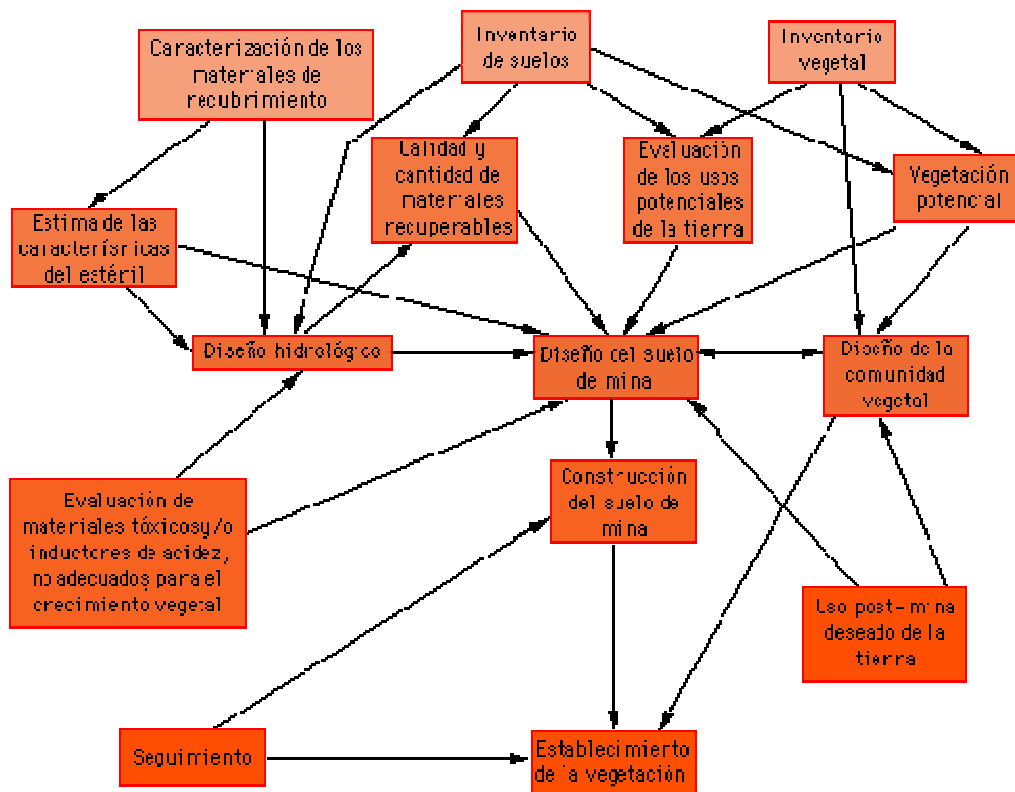 Caracterización de los
materiales de
recubrimiento
Inventario
de suelos
Inventario
vegetal
Calidad y
cantidad de
materiales
recuperables
Evaluación
de los usos
potenciales
de la tierra
Vegetación
potencial
Estima de las
características
del estéril
Diseño hidrológico
Diseño del suelo
de mina
Diseño de la
comunidad
vegetal
Evaluación de
materiales tóxicosy/o
inductores de acidez,
no adecuados para el
crecimiento vegetal
Construcción
del suelo de
mina
Uso post-mina
deseado de la
tierra
Seguimiento
Establecimiento
de la vegetación